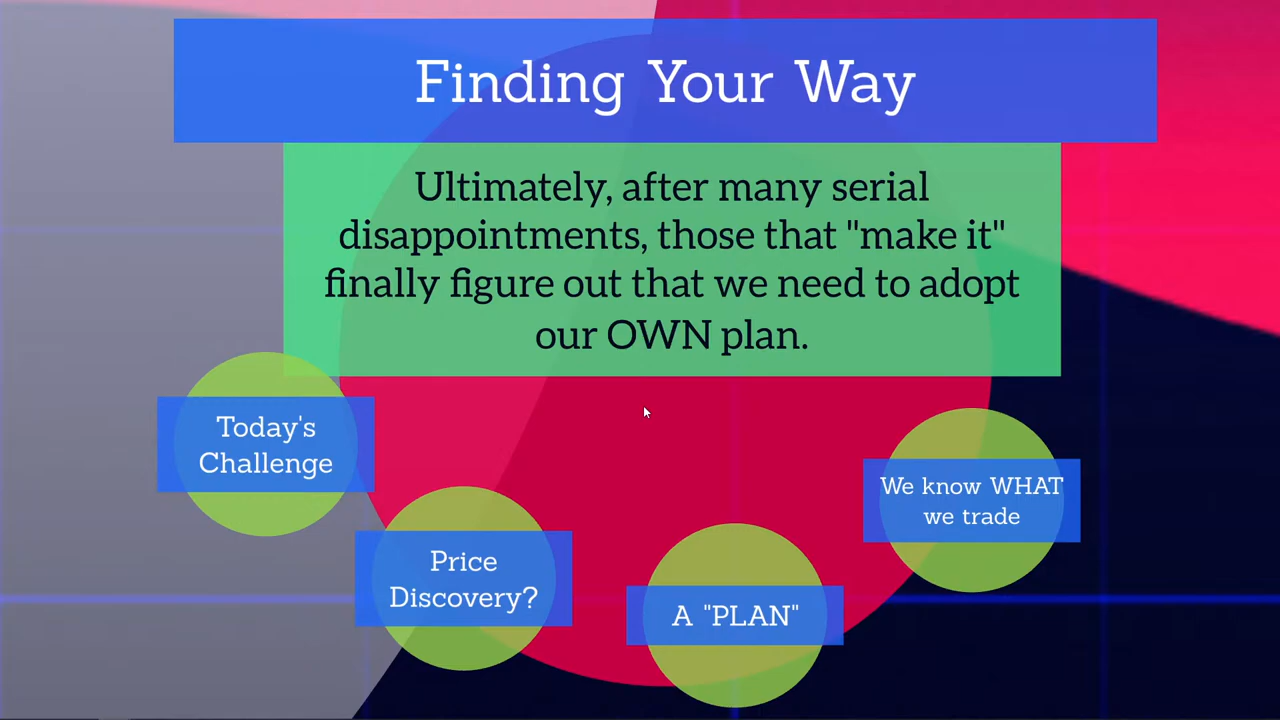 Finding Your Way
Ultimately, after many serial
disappointments, those that "make it"
finally figure out that we need to adopt
our OWN plan.
Today's
Challenge
Price
Discovery?
A "PLAN"
We know WHAT
we trade